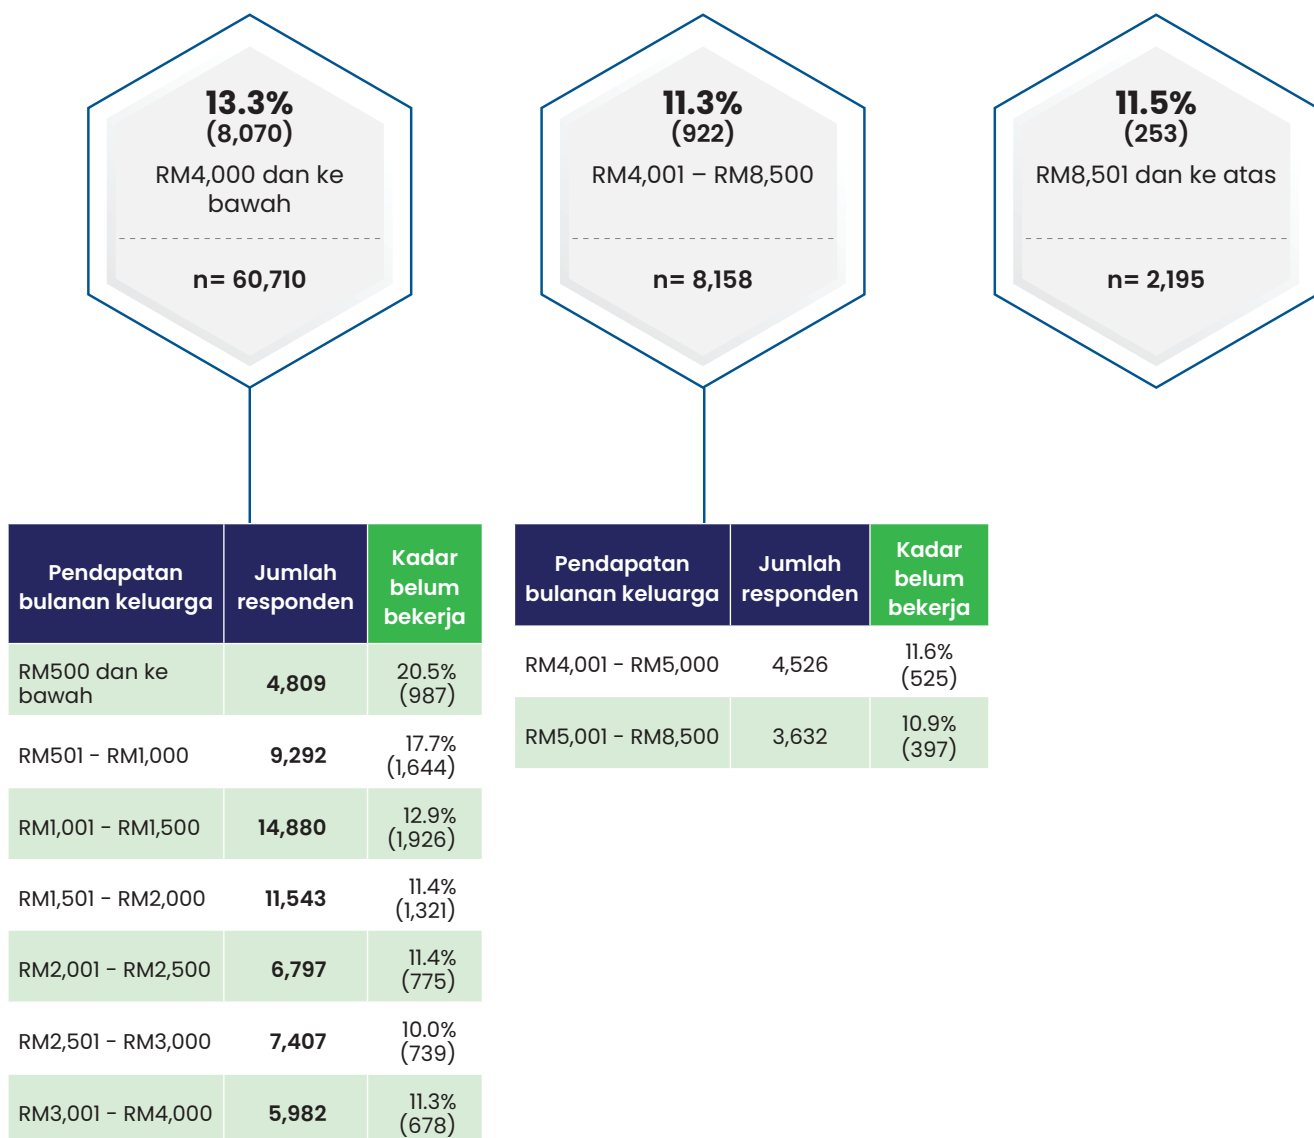 13.3%
(8,070)
RM4,000 dan ke
bawah
n= 60,710
11.3%
(922)
RM4,001 – RM8,500
n= 8,158
11.5%
(253)
RM8,501 dan ke atas
n= 2,195
Pendapatan
bulanan keluarga
Jumlah
responden
Kadar
belum
bekerja
RM500 dan ke
bawah
4,809
20.5%
(987)
RM501 - RM1,000
9,292
17.7%
(1,644)
RM1,001 - RM1,500
14,880
12.9%
(1,926)
RM1,501 - RM2,000
11,543
11.4%
(1,321)
RM2,001 - RM2,500
6,797
11.4%
(775)
RM2,501 - RM3,000
7,407
10.0%
(739)
RM3,001 - RM4,000
5,982
11.3%
(678)
Pendapatan
bulanan keluarga
Jumlah
responden
Kadar
belum
bekerja
RM4,001 - RM5,000
4,526
11.6%
(525)
RM5,001 - RM8,500
3,632
10.9%
(397)